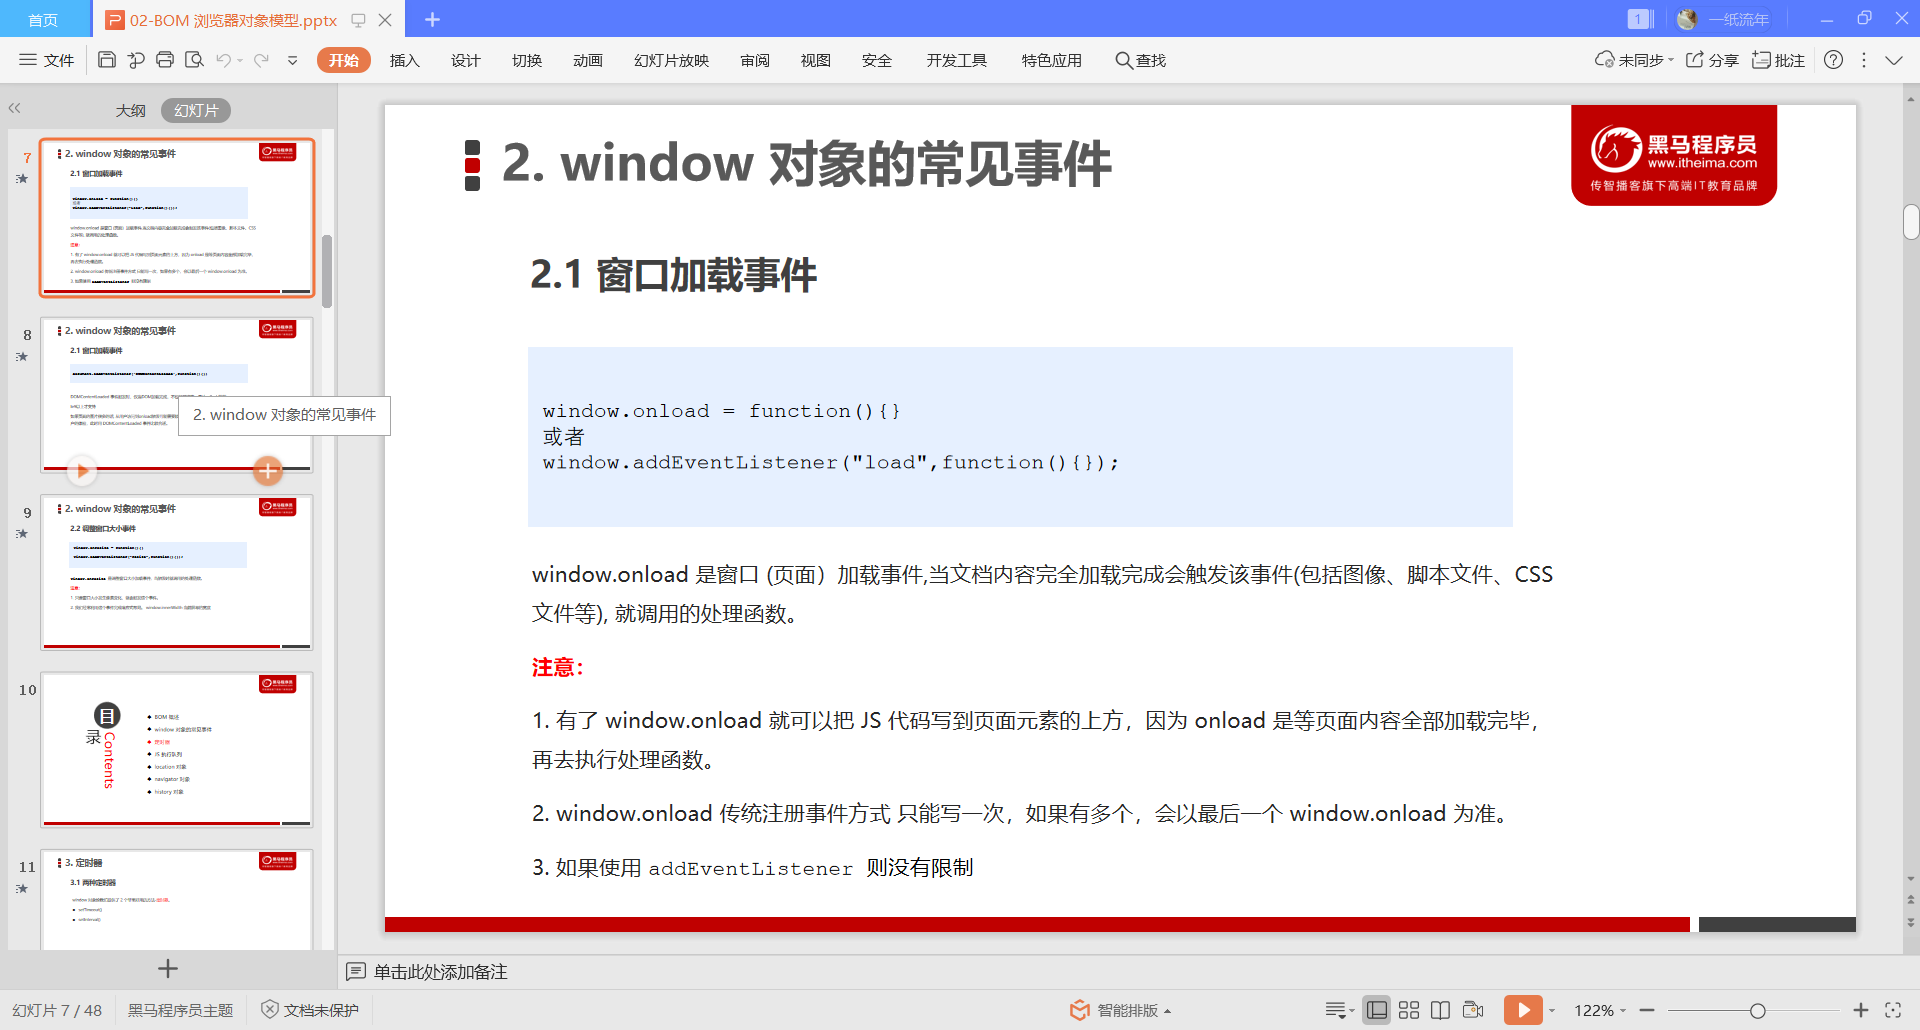 首页
02-BOM 浏览器对象模型.pptx
1
一纸流年
文件
开始
插入
设计
切换
动画
幻灯片放映
审阅
视图
安全
开发工具
特色应用
查找
未同步
分享
批注
大纲
幻灯片
7
2. window 对象的常见事件
2.1 窗口加载事件
注意:
8
2. window 对象的常见事件
2.1 窗口加载事件
2. window 对象的常见事件
9
2. window 对象的常见事件
2.2 调整窗口大小事件
注意:
10
目录
Contents
BOM 概述
window 对象的常见事件
定时器
JS 执行队列
location 对象
navigator 对象
history 对象
11
3. 定时器
3.1 两种定时器
setTimeout()
setInterval()
2. window 对象的常见事件
黑马程序员
www.itheima.com
传智播客旗下高端IT教育品牌
2.1 窗口加载事件
window.onload = function(){}
或者
window.addEventListener("load",function(){});
window.onload 是窗口 (页面）加载事件,当文档内容完全加载完成会触发该事件(包括图像、脚本文件、CSS
文件等), 就调用的处理函数。
注意:
1. 有了 window.onload 就可以把 JS 代码写到页面元素的上方，因为 onload 是等页面内容全部加载完毕，
再去执行处理函数。
2. window.onload 传统注册事件方式 只能写一次，如果有多个，会以最后一个 window.onload 为准。
3. 如果使用 addEventListener 则没有限制
单击此处添加备注
幻灯片 7 / 48
黑马程序员主题
文档未保护
智能排版
122%